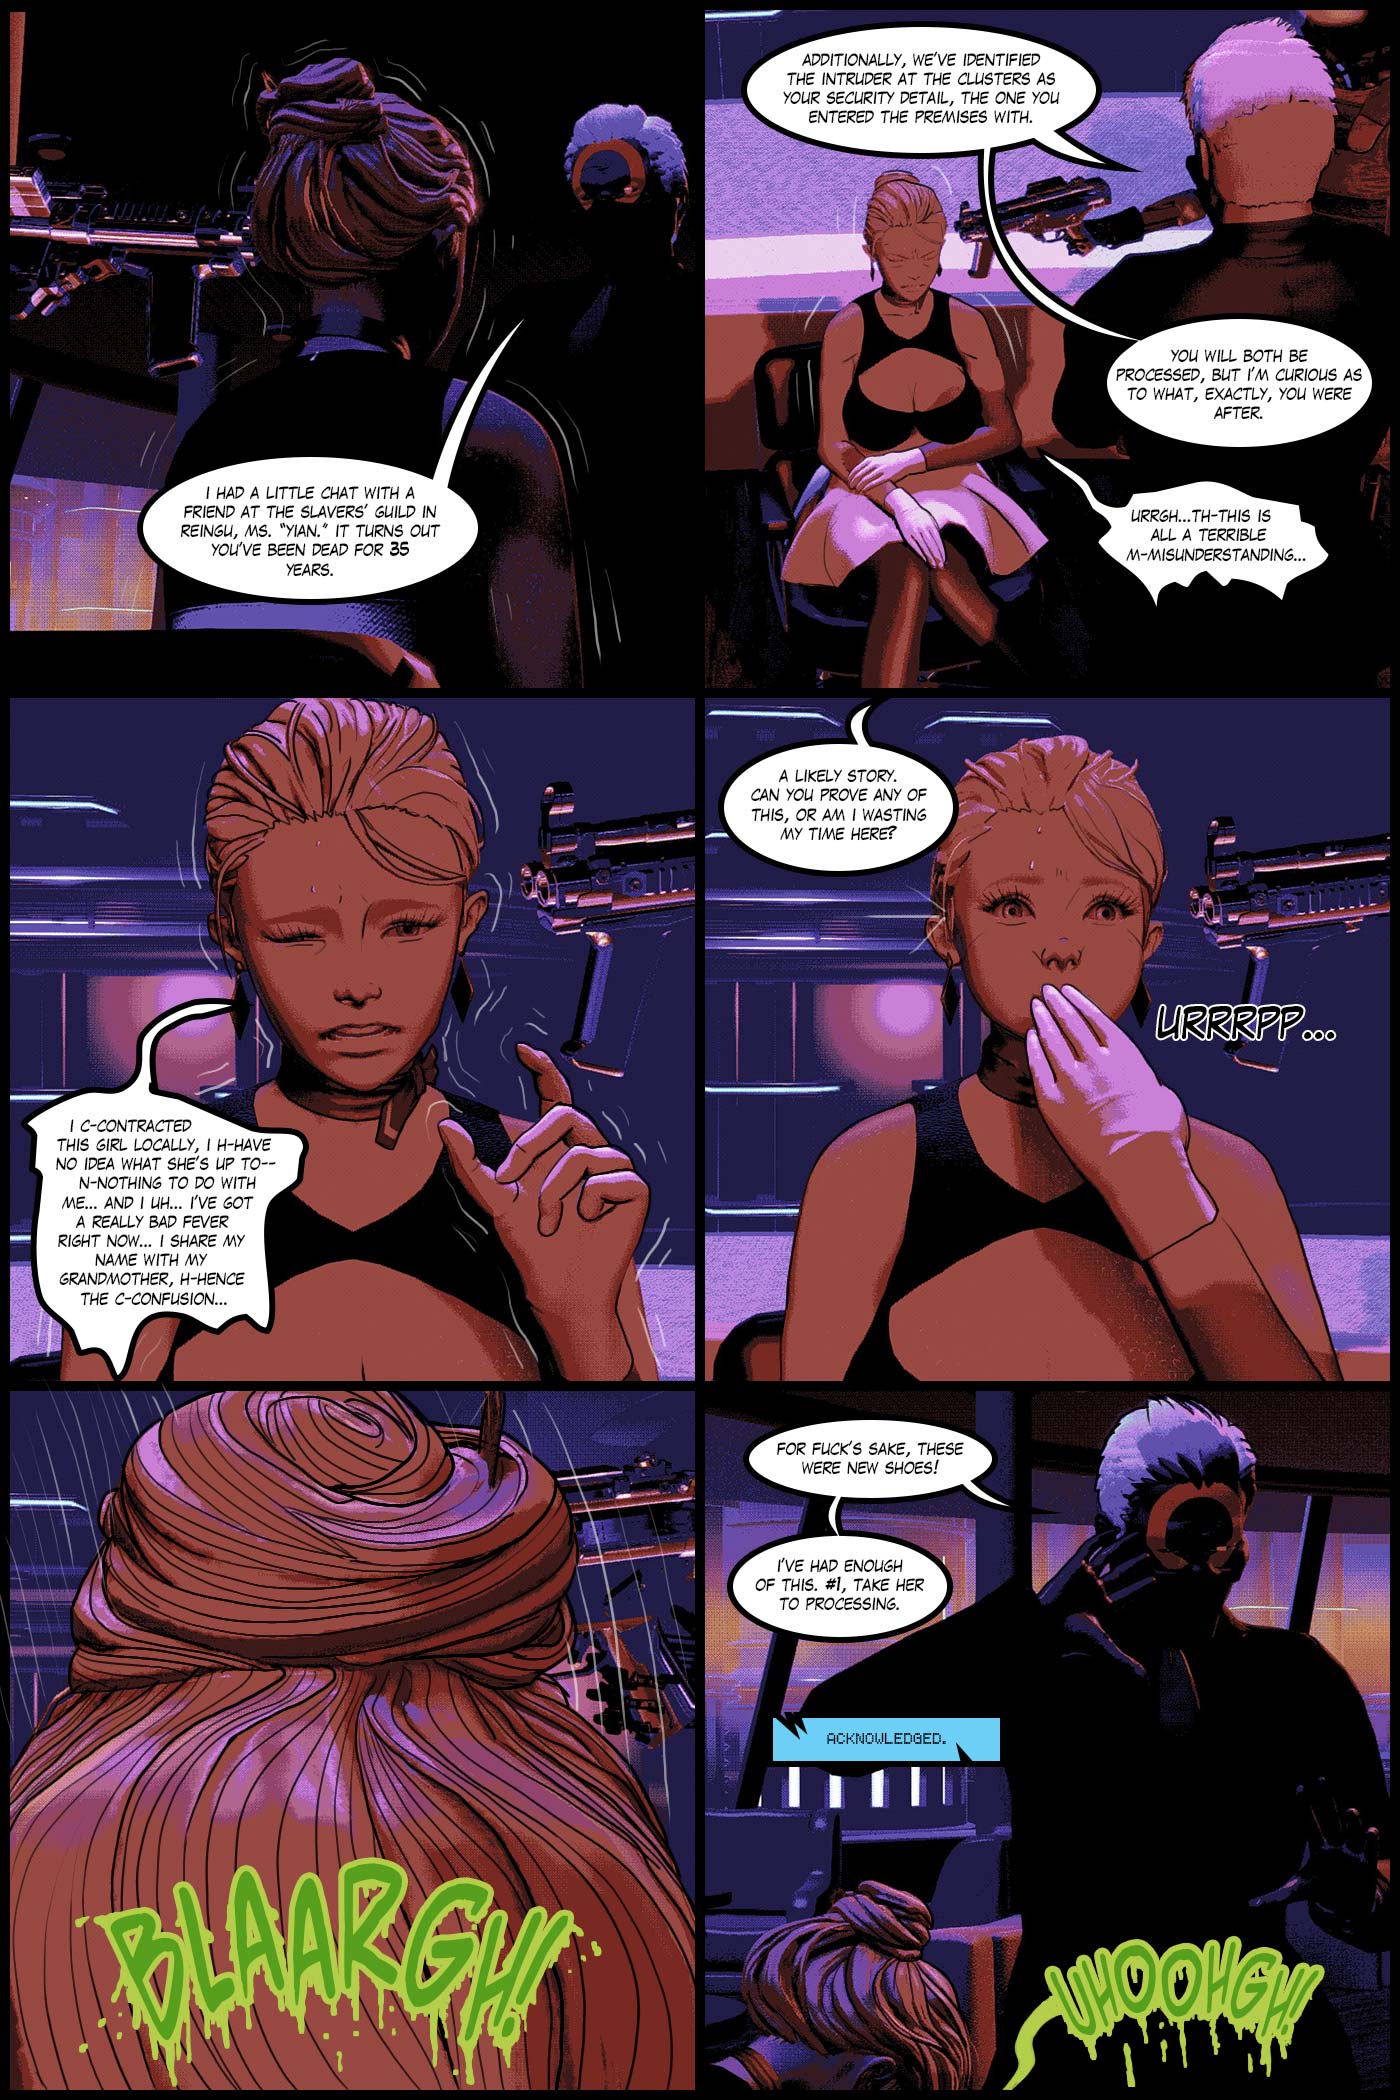 I HAD A LITTLE CHAT WITH A
FRIEND AT THE SLAVERS' GUILD IN
REINGU, MS. "YIAN." IT TURNS OUT
YOU'VE BEEN DEAD FOR 35
YEARS.
ADDITIONALLY, WE'VE IDENTIFIED
THE INTRUDER AT THE CLUSTERS AS
YOUR SECURITY DETAIL, THE ONE YOU
ENTERED THE PREMISES WITH.
YOU WILL BOTH BE
PROCESSED, BUT I'M CURIOUS AS
TO WHAT, EXACTLY, YOU WERE
AFTER.
URRGH...TH-THIS IS
ALL A TERRIBLE
M-MISUNDERSTANDING...
I C-CONTRACTED
THIS GIRL LOCALLY, I H-HAVE
NO IDEA WHAT SHE'S UP TO--
N-NOTHING TO DO WITH
ME... AND I UH... I'VE GOT
A REALLY BAD FEVER
RIGHT NOW... I SHARE MY
NAME WITH MY
GRANDMOTHER, H-HENCE
THE C-CONFUSION...
A LIKELY STORY.
CAN YOU PROVE ANY OF
THIS, OR AM I WASTING
MY TIME HERE?
URRRPP...
BLAARGH!
FOR FUCK'S SAKE, THESE
WERE NEW SHOES!
I'VE HAD ENOUGH
OF THIS. #1, TAKE HER
TO PROCESSING.
ACKNOWLEDGED.
UHOOHGH!